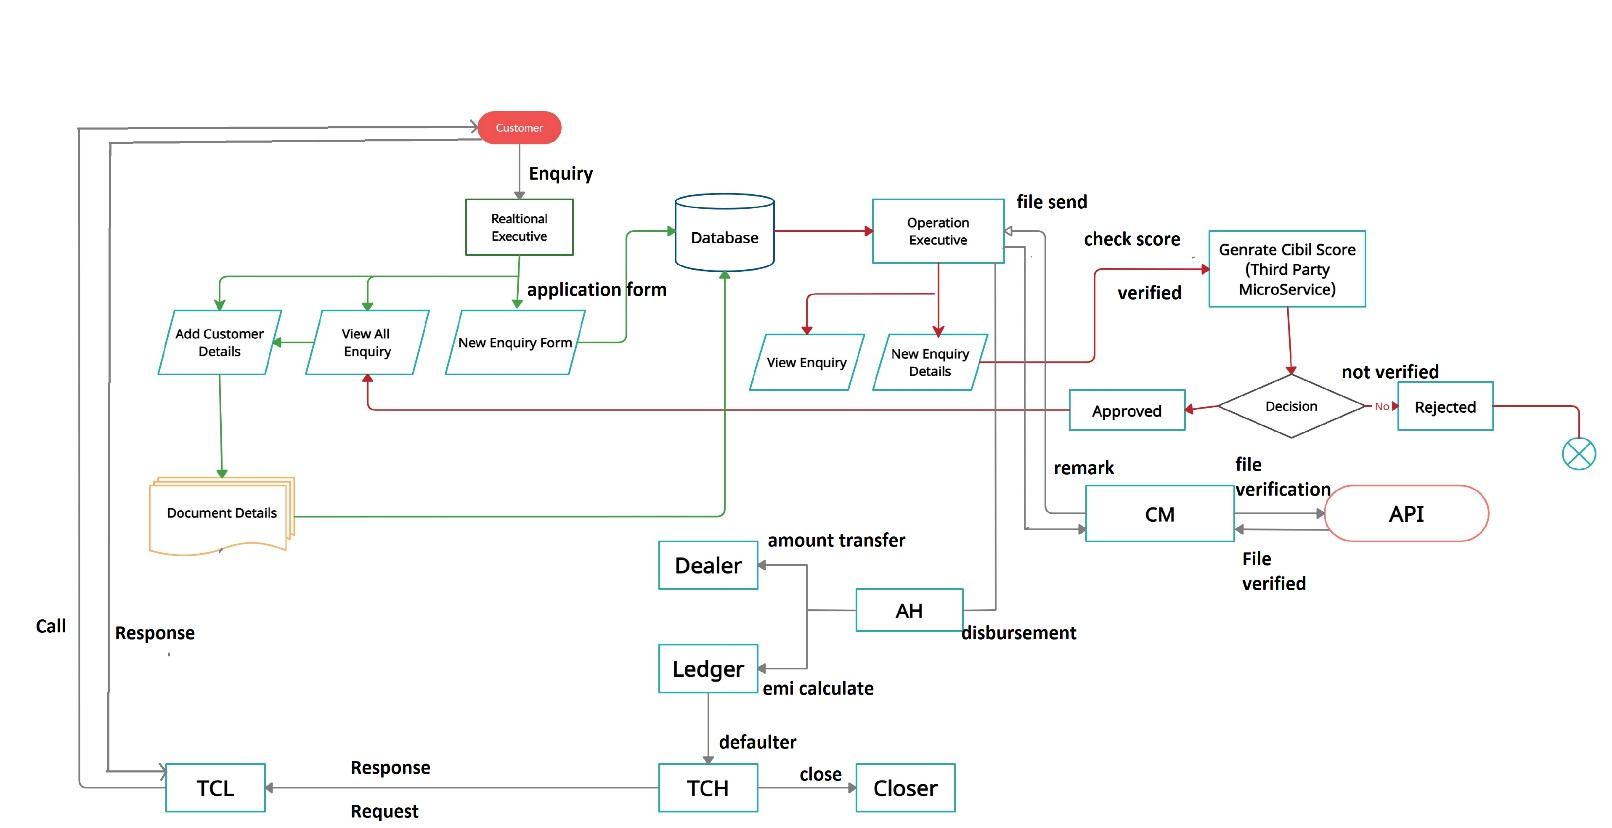 Customer
Enquiry
Realtional
Executive
Database
Operation
Executive
file send
check score
verified
Genrate Cibil Score
(Third Party
MicroService)
application form
Add Customer
Details
View All
Enquiry
New Enquiry Form
View Enquiry
New Enquiry
Details
not verified
Approved
Decision
No
Rejected
remark
file
verification
Document Details
CM
API
File
verified
amount transfer
Dealer
AH
disbursement
Call
Response
Ledger
emi calculate
defaulter
Response
close
TCL
TCH
Closer
Request